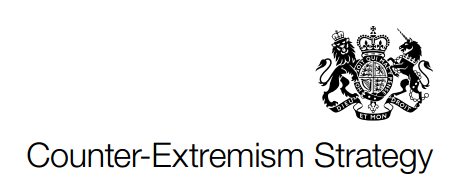 DIEU ET MON DROIT
Counter-Extremism Strategy